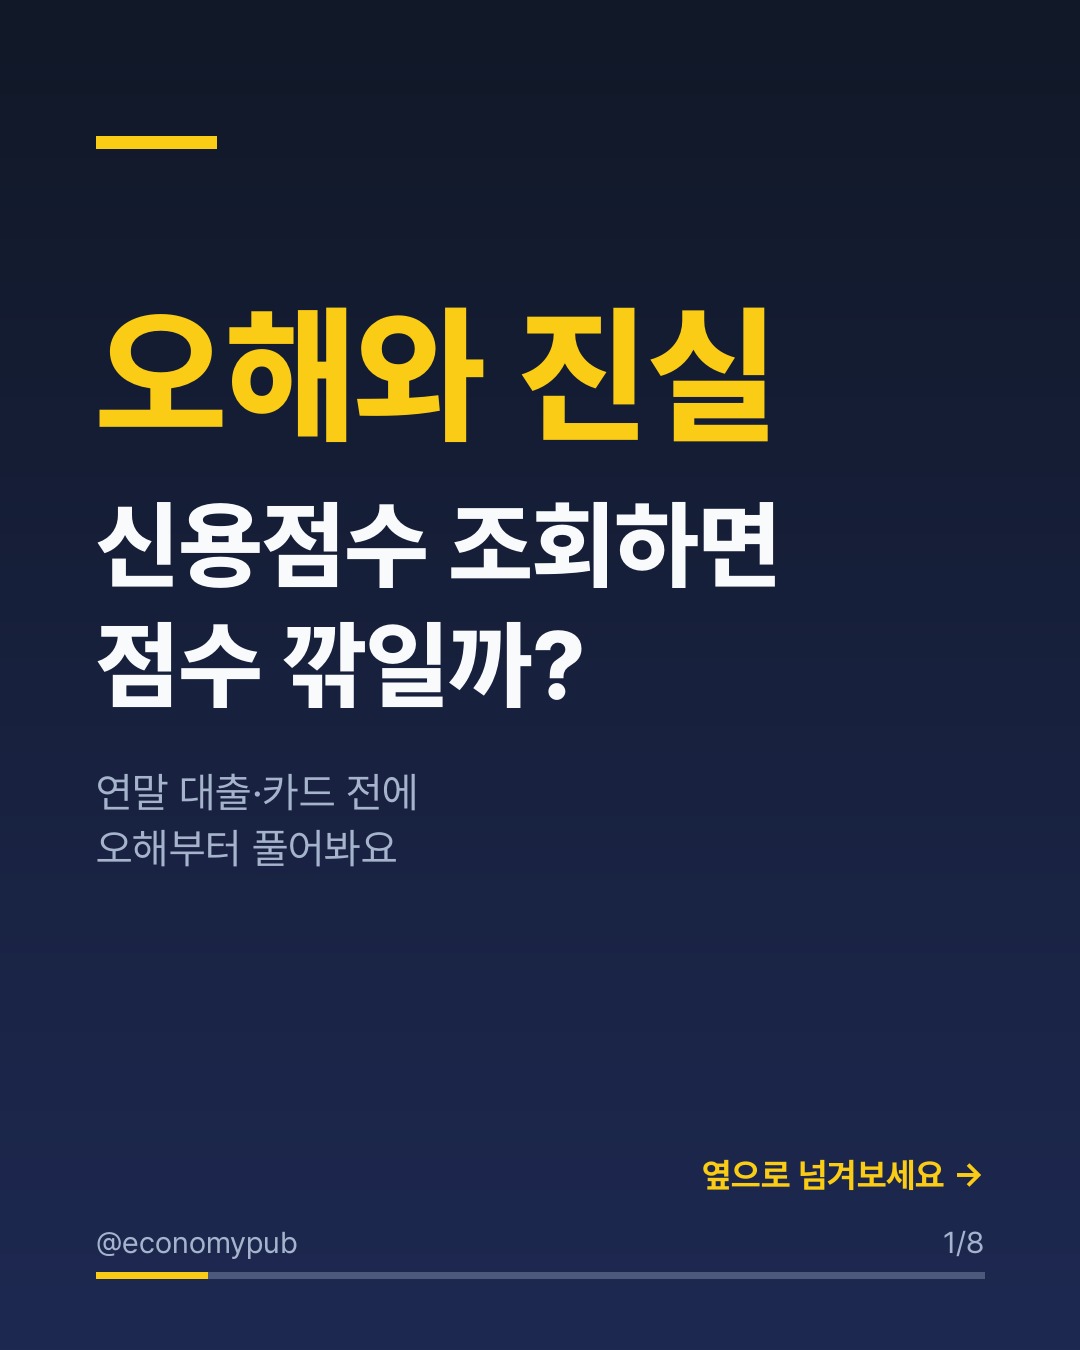 오해와 진실
신용점수 조회하면
점수 깎일까?
연말 대출·카드 전에
오해부터 풀어봐요
옆으로 넘겨보세요 →
@economypub
1/8